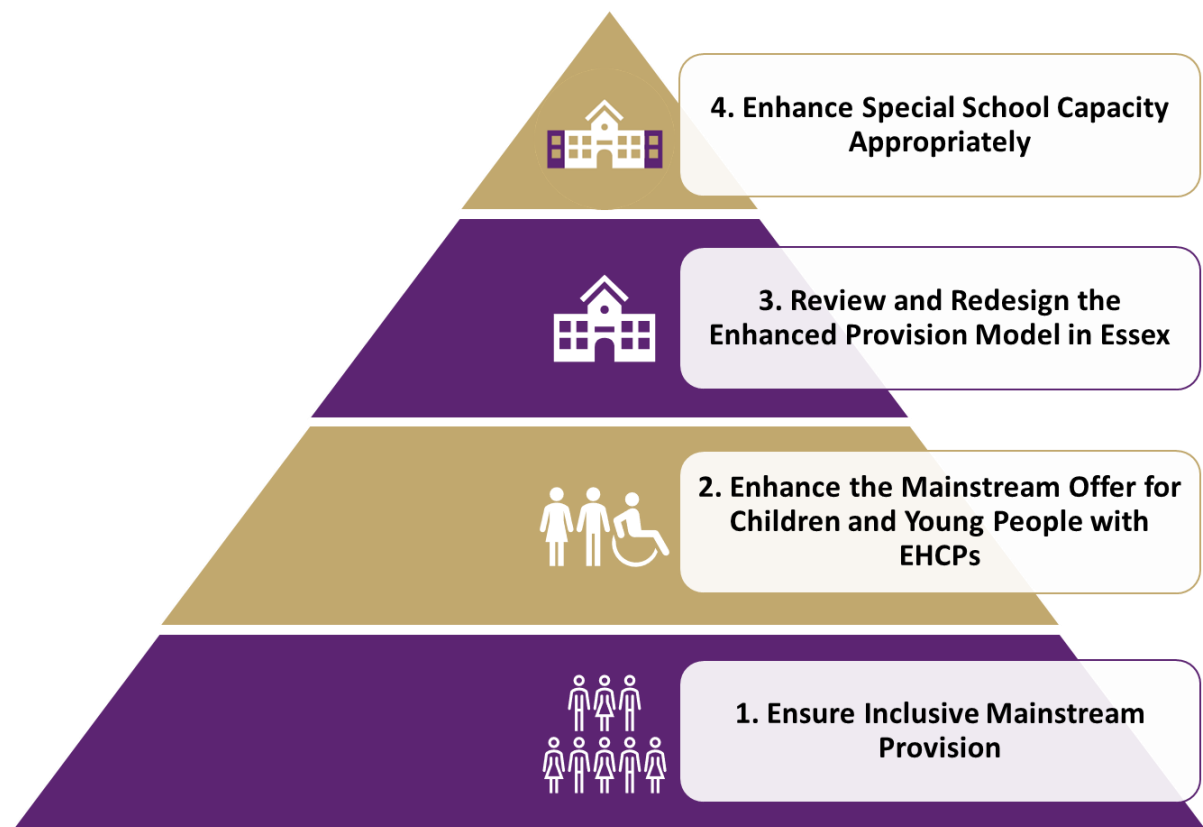 4. Enhance Special School Capacity
Appropriately
3. Review and Redesign the
Enhanced Provision Model in Essex
2. Enhance the Mainstream Offer for
Children and Young People with
EHCPs
1. Ensure Inclusive Mainstream
Provision